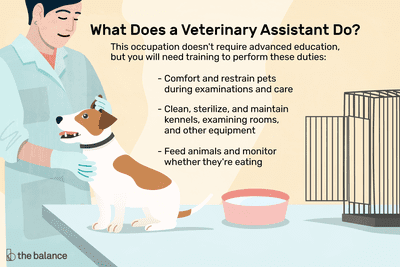 What Does a Veterinary Assistant Do?
This occupation doesn't require advanced education,
but you will need training to perform these duties:
- Comfort and restrain pets
during examinations and care
- Clean, sterilize, and maintain
kennels, examining rooms,
and other equipment
- Feed animals and monitor
whether they're eating
the balance